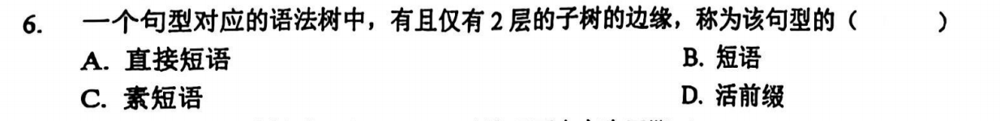 6. 一个句型对应的语法树中，有且仅有 2 层的子树的边缘，称为该句型的（ ）
A. 直接短语 B. 短语
C. 素短语 D. 活前缀